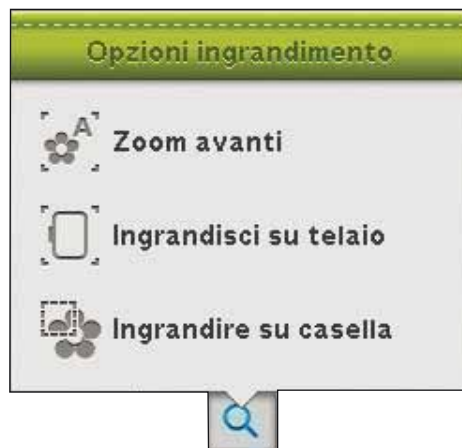 Opzioni ingrandimento
A
Zoom avanti
Ingrandisci su telaio
Ingrandire su casella